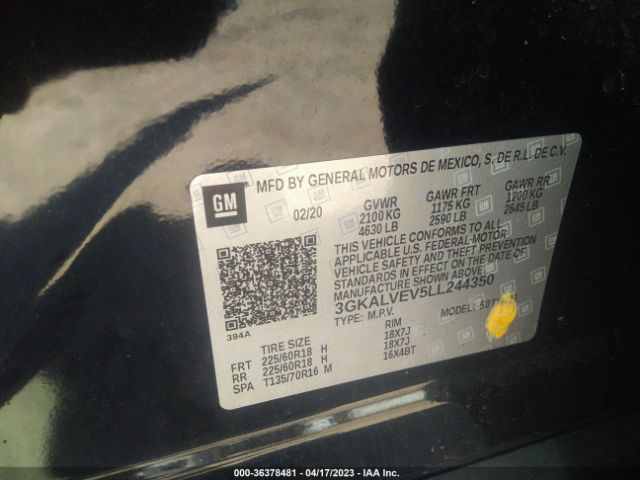 GM
MFD BY GENERAL MOTORS DE MEXICO, S. DE R.L. DE C.V.
02/20
GVWR GAWR FRT GAWR RR
2100 KG 1175 KG 1200 KG
4630 LB 2590 LB 2645 LB
THIS VEHICLE CONFORMS TO ALL
APPLICABLE U.S. FEDERAL MOTOR
VEHICLE SAFETY AND THEFT PREVENTION
STANDARDS IN EFFECT ON THE DATE OF
MANUFACTURE SHOWN ABOVE.
3GKALVEV5LL244350
TYPE: M.P.V. MODEL:
384A
TIRE SIZE RIM
FRT 225/60R18 H 18X7J
RR 225/60R18 H 18X7J
SPA T135/70R16 M 16X4BT
000-36378481 - 04/17/2023 - IAA Inc.